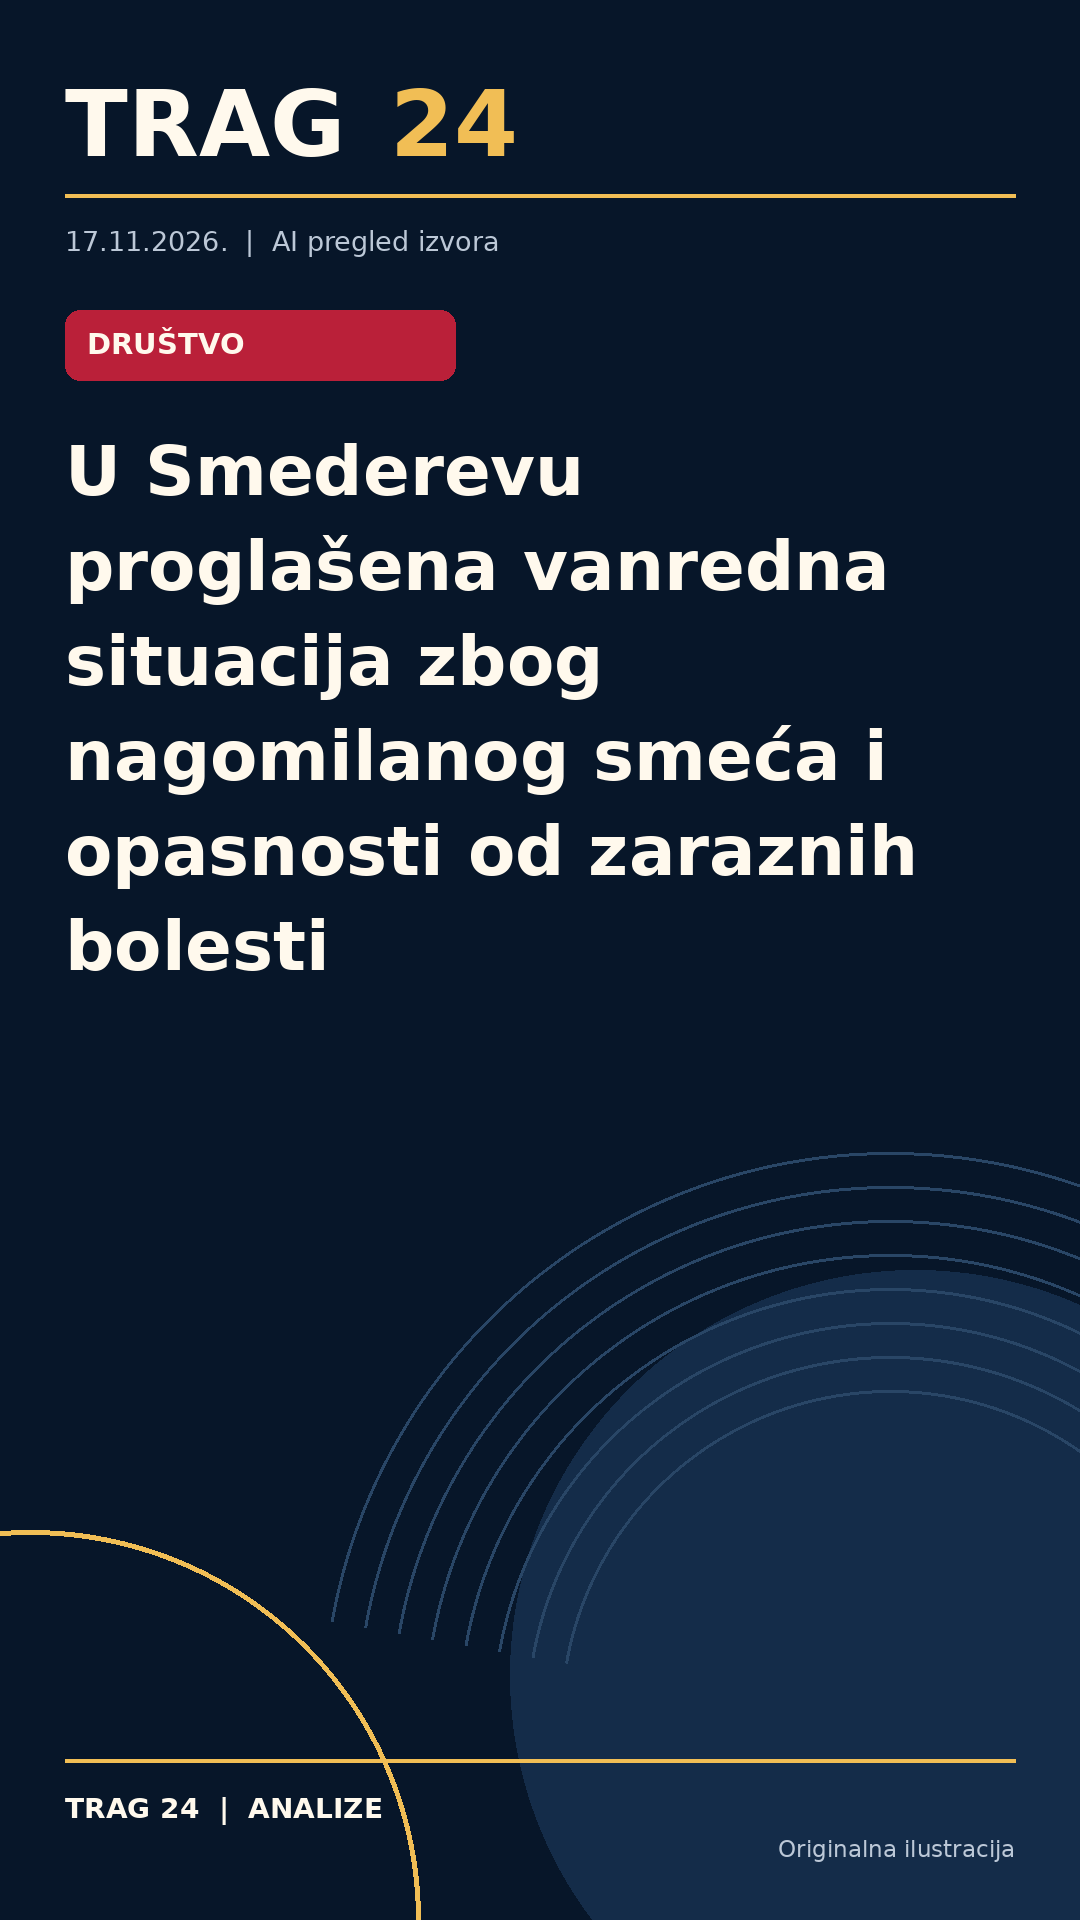 TRAG 24
17.11.2026. | AI pregled izvora
DRUŠTVO
U Smederevu
proglašena vanredna
situacija zbog
nagomilanog smeća i
opasnosti od zaraznih
bolesti
TRAG 24 | ANALIZE
Originalna ilustracija